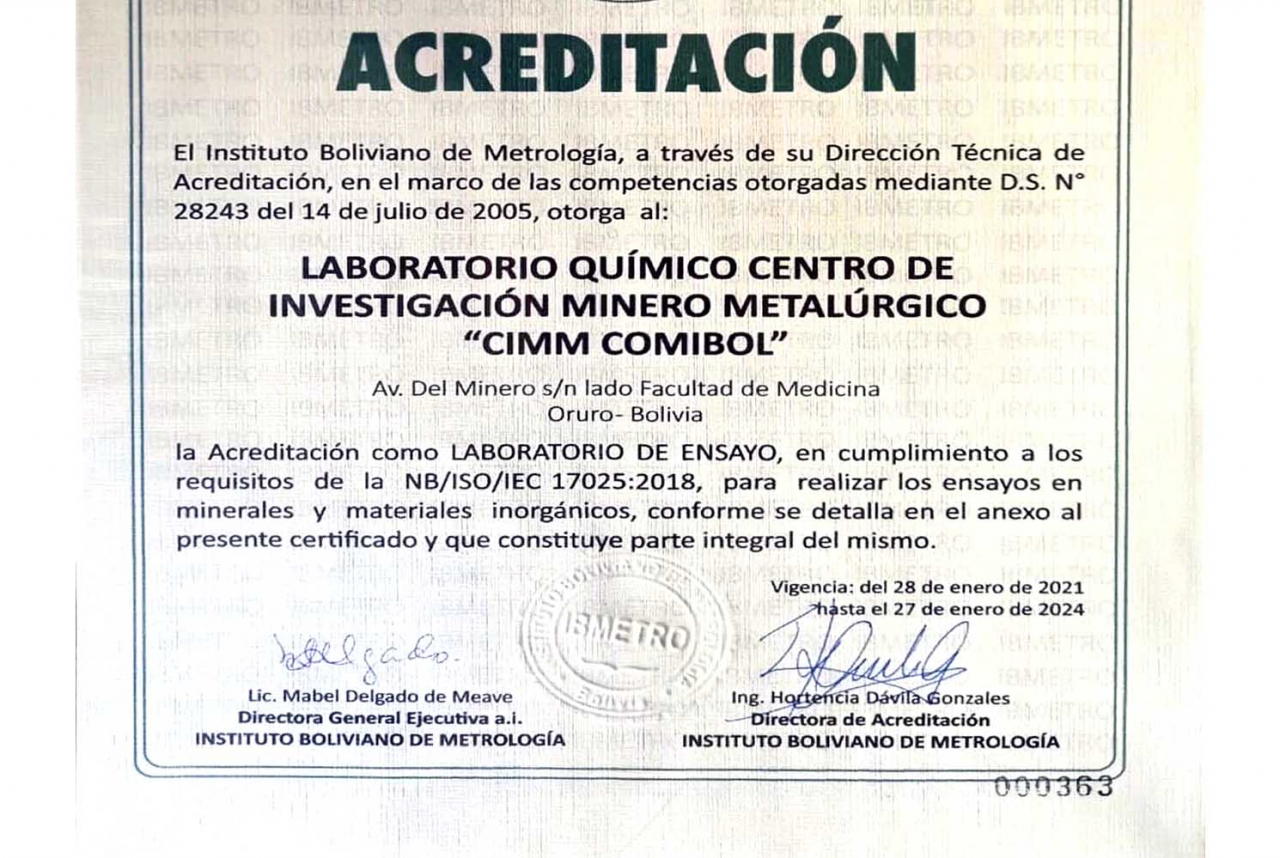 ACREDITACIÓN
El Instituto Boliviano de Metrología, a través de su Dirección Técnica de
Acreditación, en el marco de las competencias otorgadas mediante D.S. N°
28243 del 14 de julio de 2005, otorga al:
LABORATORIO QUÍMICO CENTRO DE
INVESTIGACIÓN MINERO METALÚRGICO
“CIMM COMIBOL”
Av. Del Minero s/n lado Facultad de Medicina
Oruro- Bolivia
la Acreditación como LABORATORIO DE ENSAYO, en cumplimiento a los
requisitos de la NB/ISO/IEC 17025:2018, para realizar los ensayos en
minerales y materiales inorgánicos, conforme se detalla en el anexo al
presente certificado y que constituye parte integral del mismo.
Vigencia: del 28 de enero de 2021
hasta el 27 de enero de 2024
IBMETRO
Lic. Mabel Delgado de Meave
Directora General Ejecutiva a.i.
INSTITUTO BOLIVIANO DE METROLOGÍA
Ing. Hortencia Dávila Gonzales
Directora de Acreditación
INSTITUTO BOLIVIANO DE METROLOGÍA
000363